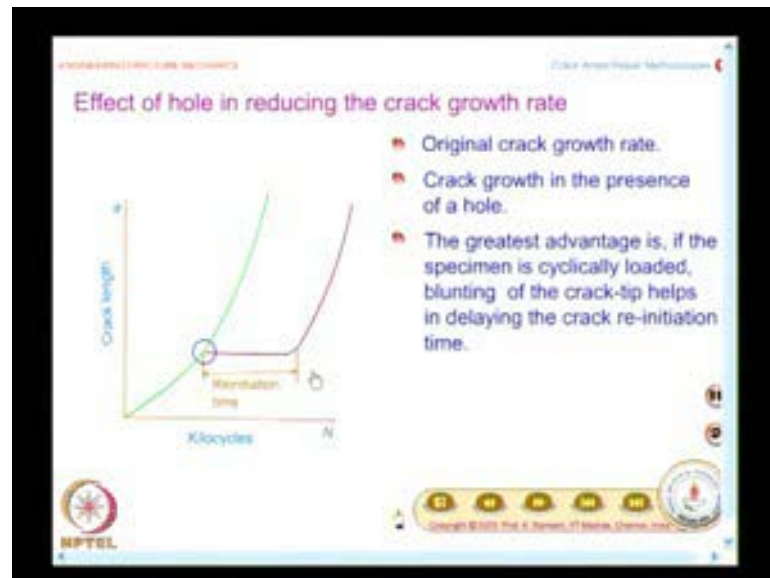 Effect of hole in reducing the crack growth rate
Original crack growth rate.
Crack growth in the presence
of a hole.
The greatest advantage is, if the
specimen is cyclically loaded,
blunting of the crack-tip helps
in delaying the crack re-initiation
time.
a
Crack length
Reinitiation
time
Kilocycles
N
NPTEL